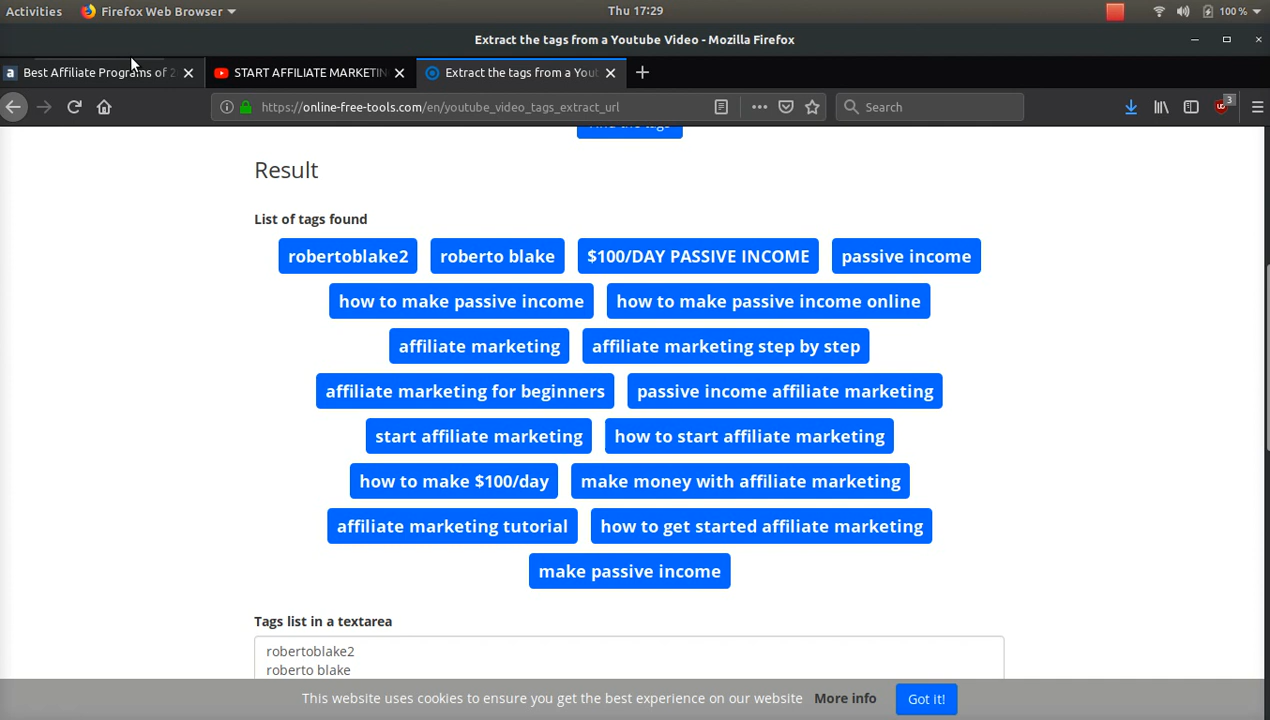 Activities Firefox Web Browser Thu 17:29 100 %
Extract the tags from a Youtube Video - Mozilla Firefox
a Best Affiliate Programs of 2 START AFFILIATE MARKETIN Extract the tags from a Yout
https://online-free-tools.com/en/youtube_video_tags_extract_url Search 3
Find the tags
Result
List of tags found
robertoblake2 roberto blake $100/DAY PASSIVE INCOME passive income
how to make passive income how to make passive income online
affiliate marketing affiliate marketing step by step
affiliate marketing for beginners passive income affiliate marketing
start affiliate marketing how to start affiliate marketing
how to make $100/day make money with affiliate marketing
affiliate marketing tutorial how to get started affiliate marketing
make passive income
Tags list in a textarea
robertoblake2
roberto blake
This website uses cookies to ensure you get the best experience on our website More info Got it!